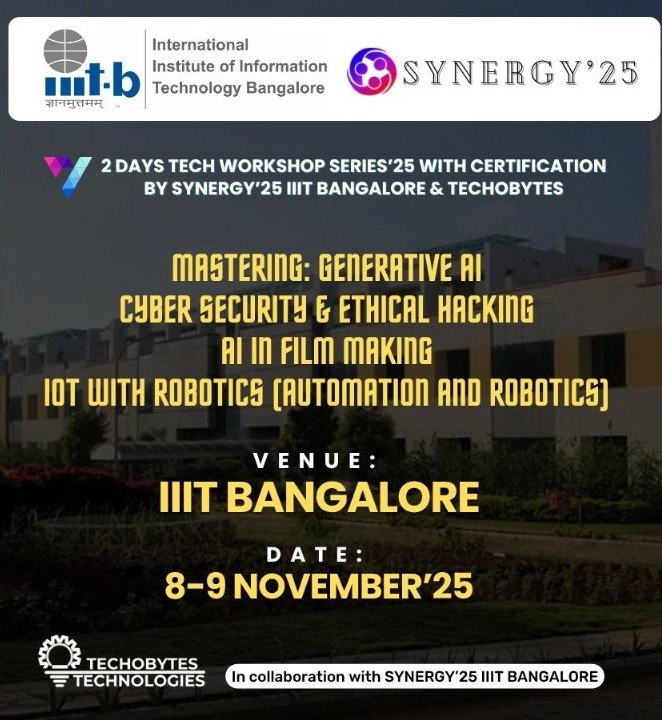 iiit-b
ज्ञानमुत्तमम्
International
Institute of Information
Technology Bangalore
SYNERGY'25
2 DAYS TECH WORKSHOP SERIES'25 WITH CERTIFICATION
BY SYNERGY'25 IIIT BANGALORE & TECHOBYTES
MASTERING: GENERATIVE AI
CYBER SECURITY & ETHICAL HACKING
AI IN FILM MAKING
IOT WITH ROBOTICS (AUTOMATION AND ROBOTICS)
VENUE:
IIIT BANGALORE
DATE:
8-9 NOVEMBER'25
TECHOBYTES
TECHNOLOGIES
In collaboration with SYNERGY'25 IIIT BANGALORE